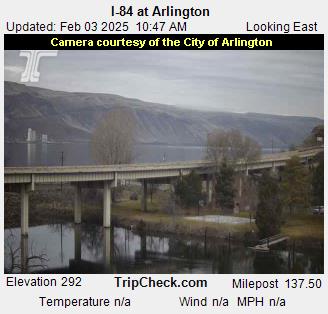 I-84 at Arlington
Updated: Feb 03 2025 10:47 AM Looking East
Camera courtesy of the City of Arlington
Elevation 292 TripCheck.com Milepost 137.50
Temperature n/a Wind n/a MPH n/a